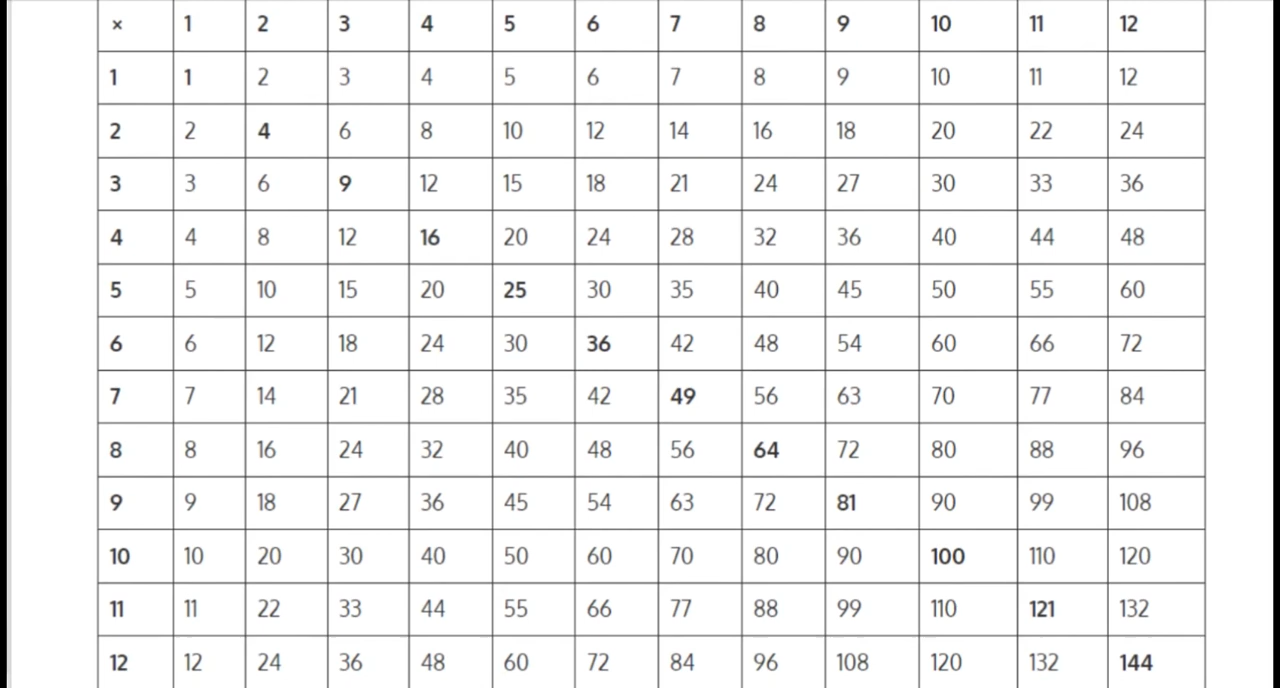 × 1 2 3 4 5 6 7 8 9 10 11 12
1 1 2 3 4 5 6 7 8 9 10 11 12
2 2 4 6 8 10 12 14 16 18 20 22 24
3 3 6 9 12 15 18 21 24 27 30 33 36
4 4 8 12 16 20 24 28 32 36 40 44 48
5 5 10 15 20 25 30 35 40 45 50 55 60
6 6 12 18 24 30 36 42 48 54 60 66 72
7 7 14 21 28 35 42 49 56 63 70 77 84
8 8 16 24 32 40 48 56 64 72 80 88 96
9 9 18 27 36 45 54 63 72 81 90 99 108
10 10 20 30 40 50 60 70 80 90 100 110 120
11 11 22 33 44 55 66 77 88 99 110 121 132
12 12 24 36 48 60 72 84 96 108 120 132 144